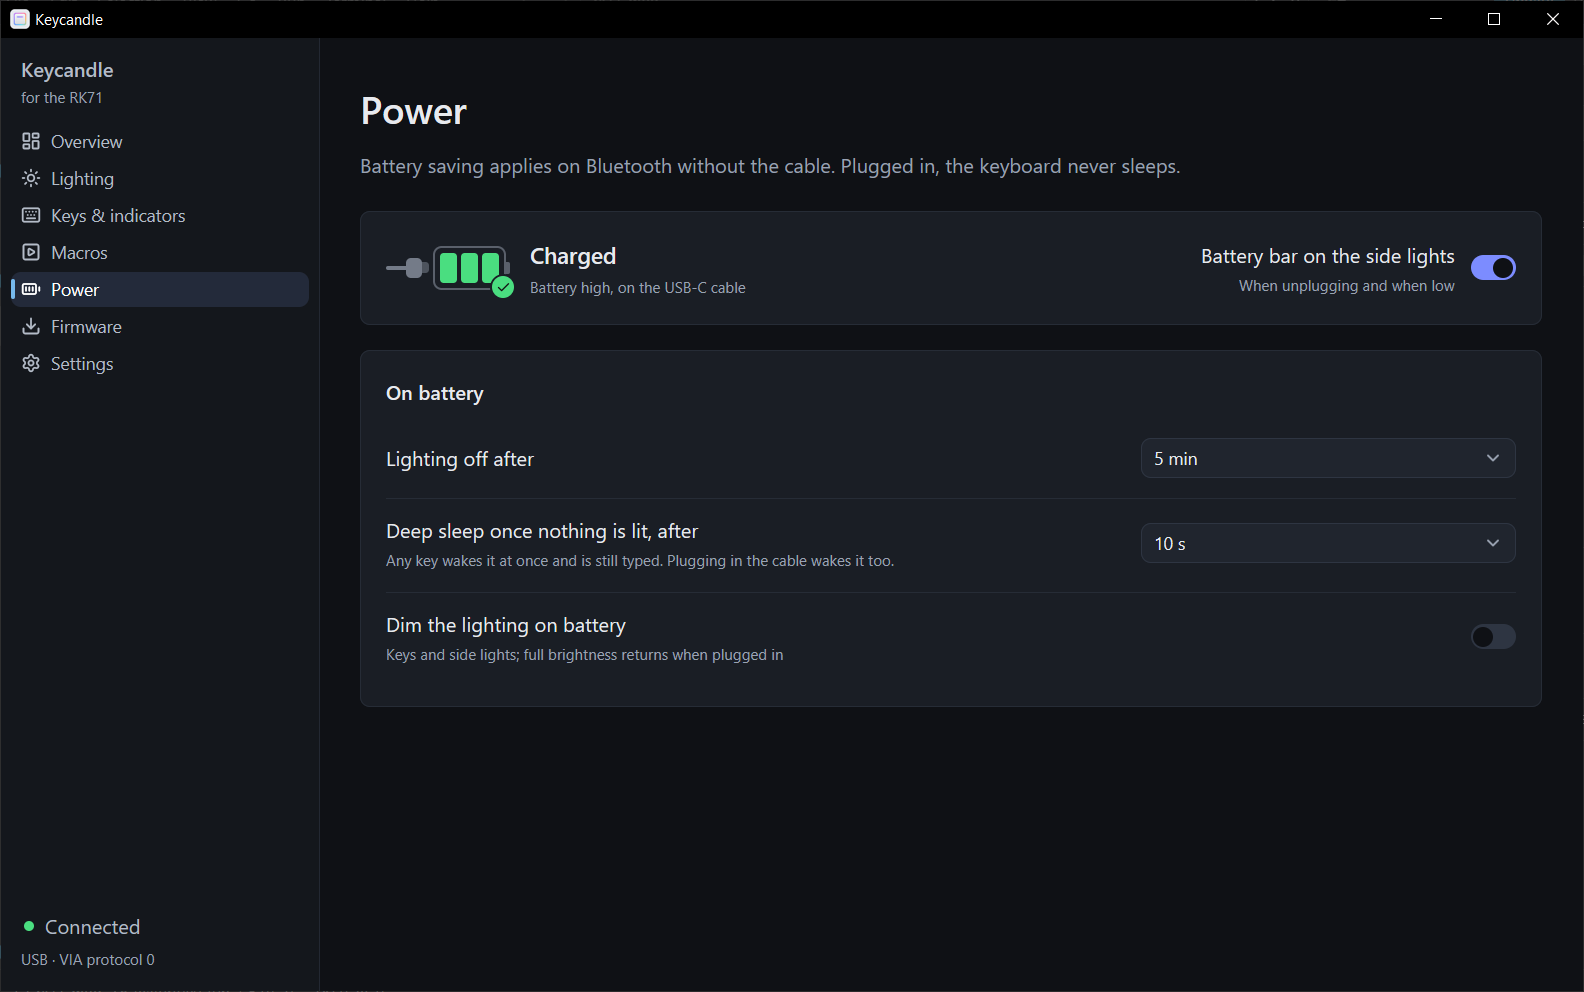 Keycandle
Keycandle
for the RK71
Overview
Lighting
Keys & indicators
Macros
Power
Firmware
Settings
Connected
USB · VIA protocol 0
Power
Battery saving applies on Bluetooth without the cable. Plugged in, the keyboard never sleeps.
Charged
Battery high, on the USB-C cable
Battery bar on the side lights
When unplugging and when low
On battery
Lighting off after
5 min
Deep sleep once nothing is lit, after
Any key wakes it at once and is still typed. Plugging in the cable wakes it too.
10 s
Dim the lighting on battery
Keys and side lights; full brightness returns when plugged in